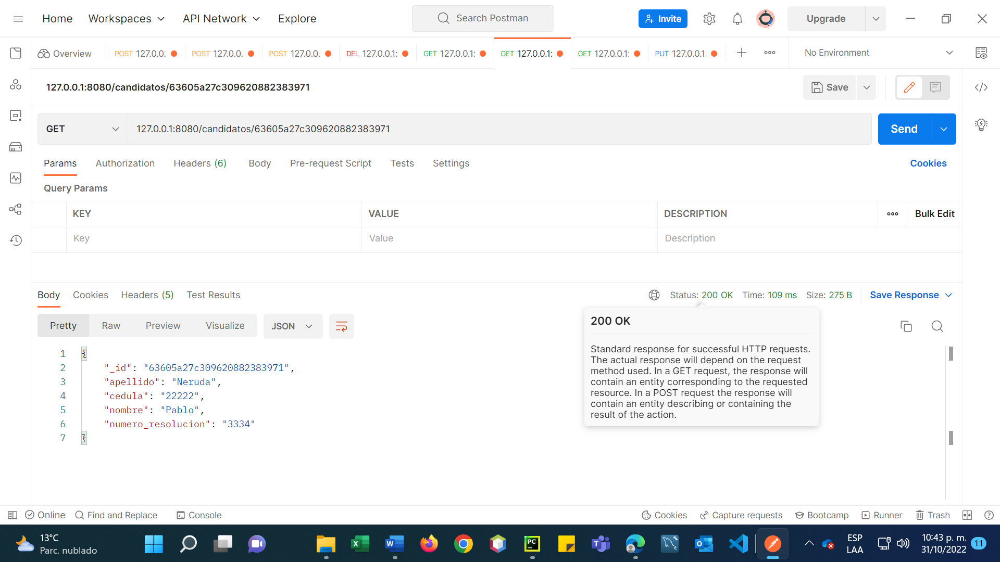 Home Workspaces API Network Explore Search Postman Invite Upgrade
Overview POST 127.0.0. POST 127.0.0. POST 127.0.0. DEL 127.0.0.1: GET 127.0.0.1: GET 127.0.0.1: GET 127.0.0.1: PUT 127.0.0.1: No Environment
127.0.0.1:8080/candidatos/63605a27c309620882383971 Save
GET 127.0.0.1:8080/candidatos/63605a27c309620882383971 Send
Params Authorization Headers (6) Body Pre-request Script Tests Settings Cookies
Query Params
KEY VALUE DESCRIPTION Bulk Edit
Key Value Description
Body Cookies Headers (5) Test Results Status: 200 OK Time: 109 ms Size: 275 B Save Response
Pretty Raw Preview Visualize JSON
1 {
2 "_id": "63605a27c309620882383971",
3 "apellido": "Neruda",
4 "cedula": "22222",
5 "nombre": "Pablo",
6 "numero_resolucion": "3334"
7 }
200 OK
Standard response for successful HTTP requests.
The actual response will depend on the request
method used. In a GET request, the response will
contain an entity corresponding to the requested
resource. In a POST request the response will
contain an entity describing or containing the
result of the action.
Online Find and Replace Console Cookies Capture requests Bootcamp Runner Trash
13°C
Parc. nublado
ESP
LAA
10:43 p. m.
31/10/2022
11